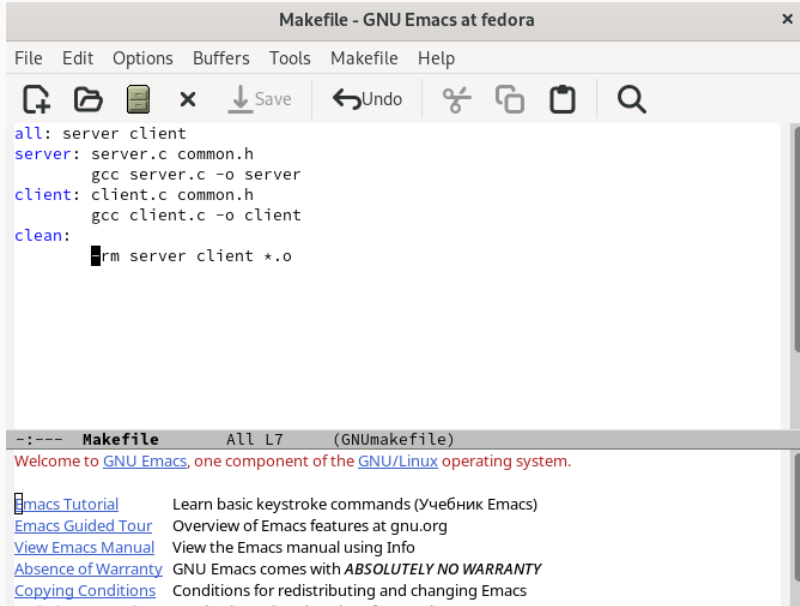 Makefile - GNU Emacs at fedora ×
File Edit Options Buffers Tools Makefile Help
Save Undo
all: server client
server: server.c common.h
gcc server.c -o server
client: client.c common.h
gcc client.c -o client
clean:
-rm server client *.o
-:--- Makefile All L7 (GNUmakefile)
Welcome to GNU Emacs, one component of the GNU/Linux operating system.
Emacs Tutorial Learn basic keystroke commands (Учебник Emacs)
Emacs Guided Tour Overview of Emacs features at gnu.org
View Emacs Manual View the Emacs manual using Info
Absence of Warranty GNU Emacs comes with ABSOLUTELY NO WARRANTY
Copying Conditions Conditions for redistributing and changing Emacs